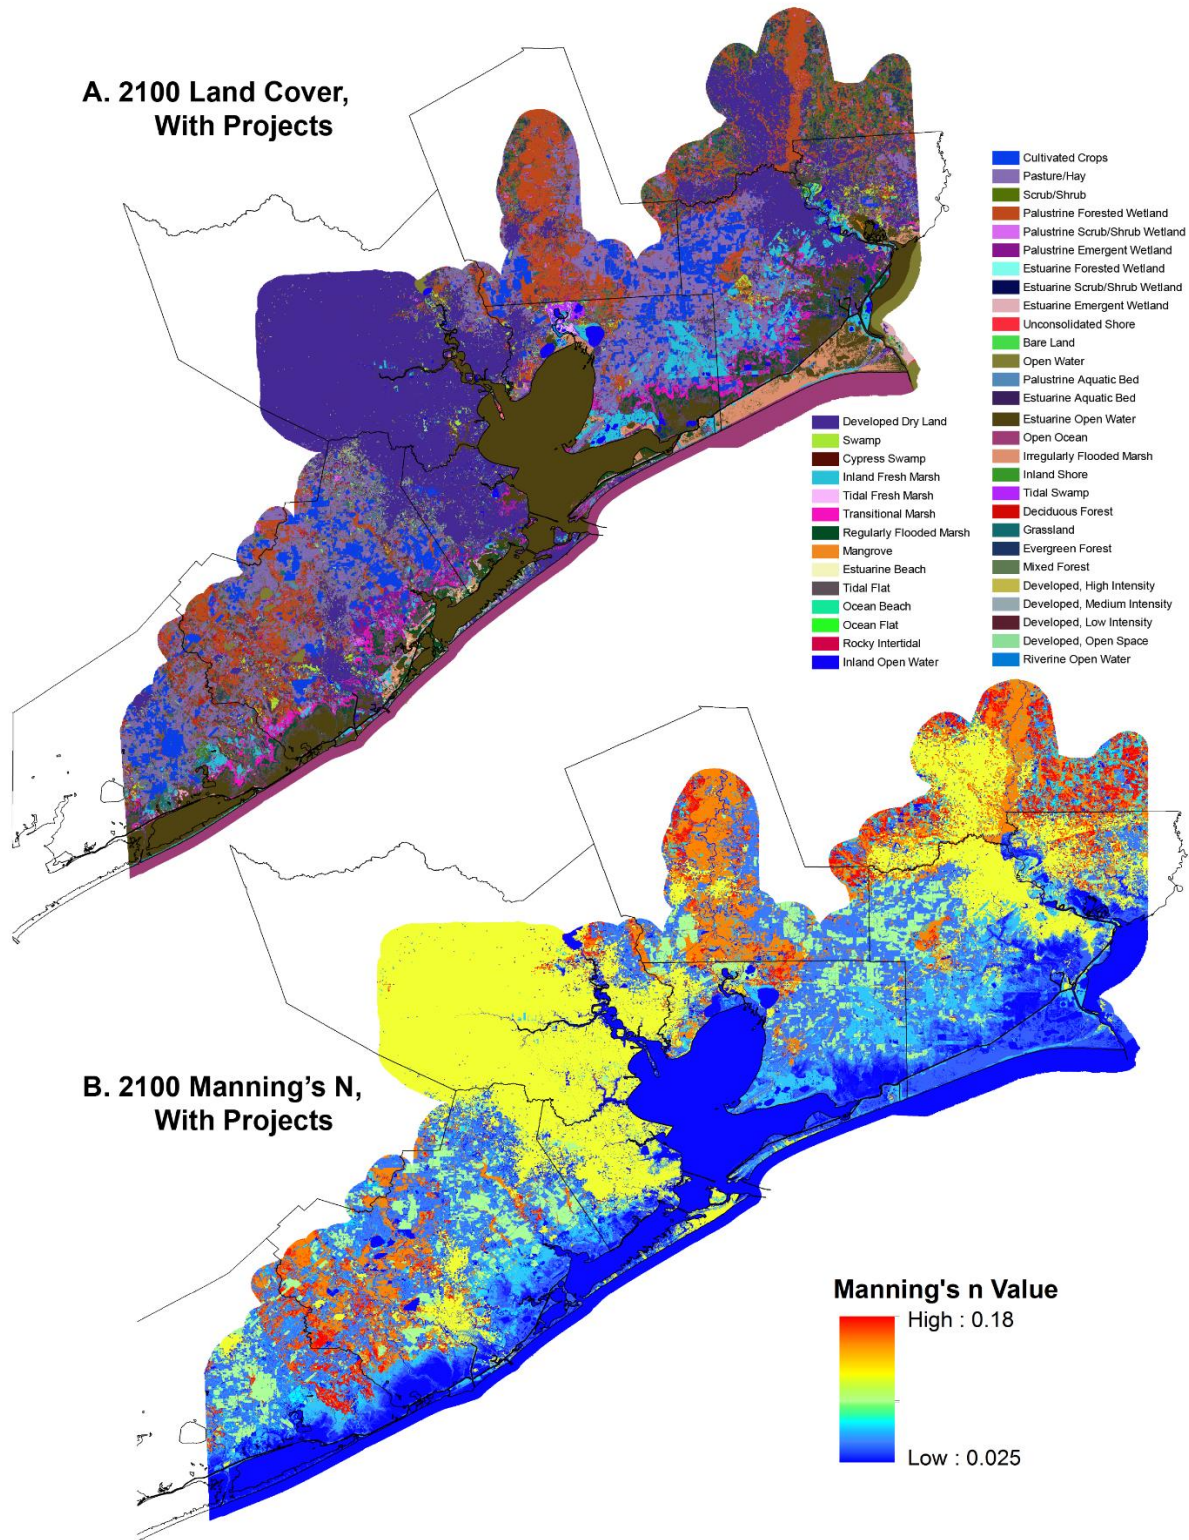 A. 2100 Land Cover,
With Projects
Cultivated Crops
Pasture/Hay
Scrub/Shrub
Palustrine Forested Wetland
Palustrine Scrub/Shrub Wetland
Palustrine Emergent Wetland
Estuarine Forested Wetland
Estuarine Scrub/Shrub Wetland
Estuarine Emergent Wetland
Unconsolidated Shore
Bare Land
Open Water
Palustrine Aquatic Bed
Estuarine Aquatic Bed
Estuarine Open Water
Open Ocean
Irregularly Flooded Marsh
Inland Shore
Tidal Swamp
Deciduous Forest
Grassland
Evergreen Forest
Mixed Forest
Developed, High Intensity
Developed, Medium Intensity
Developed, Low Intensity
Developed, Open Space
Riverine Open Water
Developed Dry Land
Swamp
Cypress Swamp
Inland Fresh Marsh
Tidal Fresh Marsh
Transitional Marsh
Regularly Flooded Marsh
Mangrove
Estuarine Beach
Tidal Flat
Ocean Beach
Ocean Flat
Rocky Intertidal
Inland Open Water
B. 2100 Manning's N,
With Projects
Manning's n Value
High : 0.18
Low : 0.025